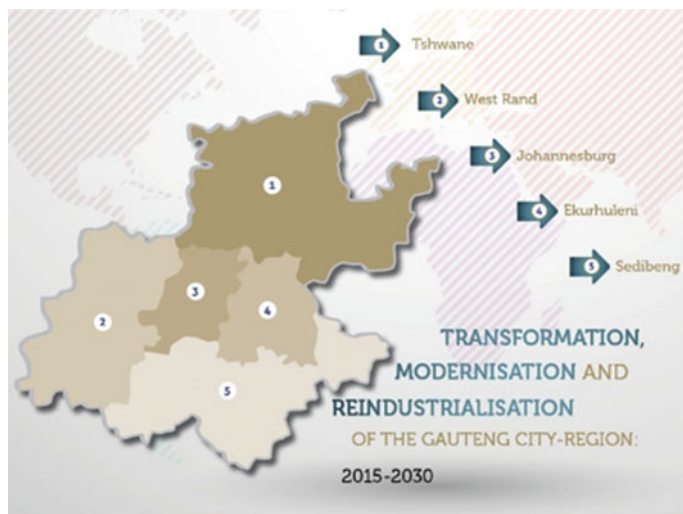 1 Tshwane
2 West Rand
3 Johannesburg
4 Ekurhuleni
5 Sedibeng
1
2
3
4
5
TRANSFORMATION,
MODERNISATION AND
REINDUSTRIALISATION
OF THE GAUTENG CITY-REGION:
2015-2030